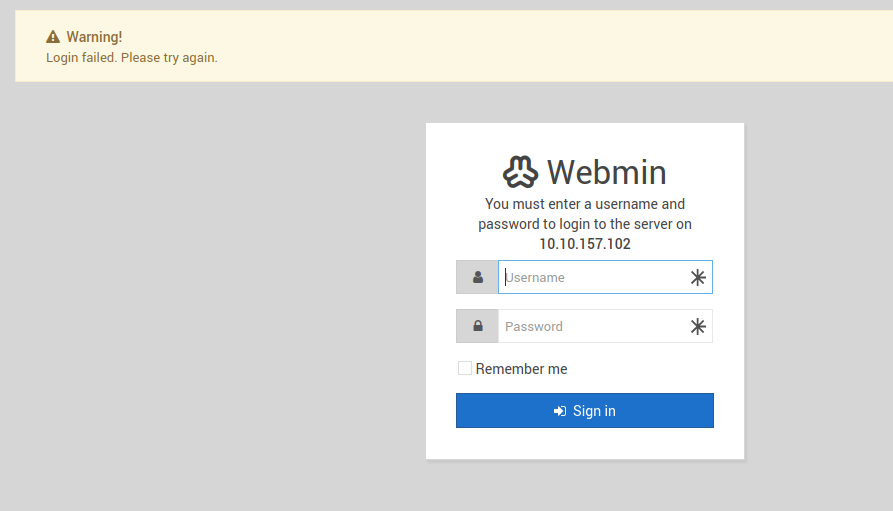 Warning!
Login failed. Please try again.
Webmin
You must enter a username and
password to login to the server on
10.10.157.102
Username
Password
Remember me
Sign in